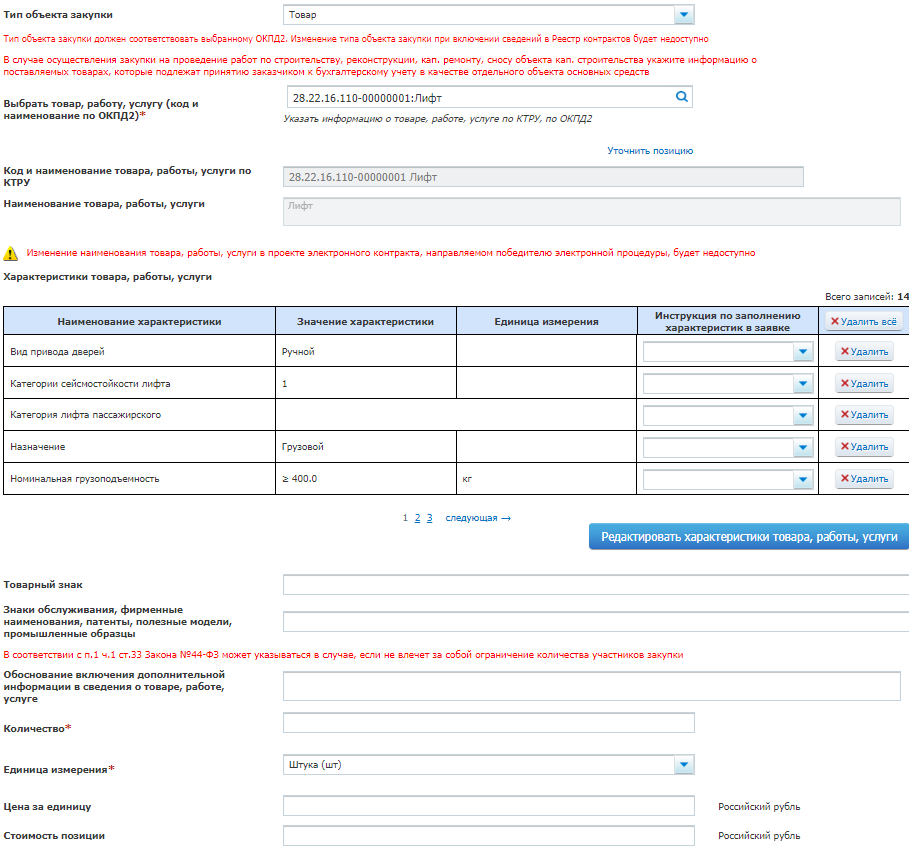 Тип объекта закупки
Товар
Тип объекта закупки должен соответствовать выбранному ОКПД2. Изменение типа объекта закупки при включении сведений в Реестр контрактов будет недоступно
В случае осуществления закупки на проведение работ по строительству, реконструкции, кап. ремонту, сносу объекта кап. строительства укажите информацию о
поставляемых товарах, которые подлежат принятию заказчиком к бухгалтерскому учету в качестве отдельного объекта основных средств
Выбрать товар, работу, услугу (код и
наименование по ОКПД2)*
28.22.16.110-00000001:Лифт
Указать информацию о товаре, работе, услуге по КТРУ, по ОКПД2
Уточнить позицию
Код и наименование товара, работы, услуги по
КТРУ
28.22.16.110-00000001 Лифт
Наименование товара, работы, услуги
Лифт
Изменение наименования товара, работы, услуги в проекте электронного контракта, направляемом победителю электронной процедуры, будет недоступно
Характеристики товара, работы, услуги
Всего записей: 14
Наименование характеристики Значение характеристики Единица измерения Инструкция по заполнению
характеристик в заявке
Удалить всё
Вид привода дверей Ручной Удалить
Категории сейсмостойкости лифта 1 Удалить
Категория лифта пассажирского Удалить
Назначение Грузовой Удалить
Номинальная грузоподъемность ≥ 400.0 кг Удалить
1 2 3 следующая →
Редактировать характеристики товара, работы, услуги
Товарный знак
Знаки обслуживания, фирменные
наименования, патенты, полезные модели,
промышленные образцы
В соответствии с п.1 ч.1 ст.33 Закона №44-ФЗ может указываться в случае, если не влечет за собой ограничение количества участников закупки
Обоснование включения дополнительной
информации в сведения о товаре, работе,
услуге
Количество*
Единица измерения*
Штука (шт)
Цена за единицу
Российский рубль
Стоимость позиции
Российский рубль